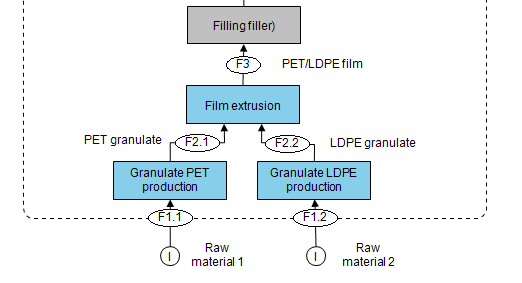 Filling filler)
F3
PET/LDPE film
Film extrusion
PET granulate
F2.1
F2.2
LDPE granulate
Granulate PET
production
Granulate LDPE
production
F1.1
F1.2
I
Raw
material 1
I
Raw
material 2